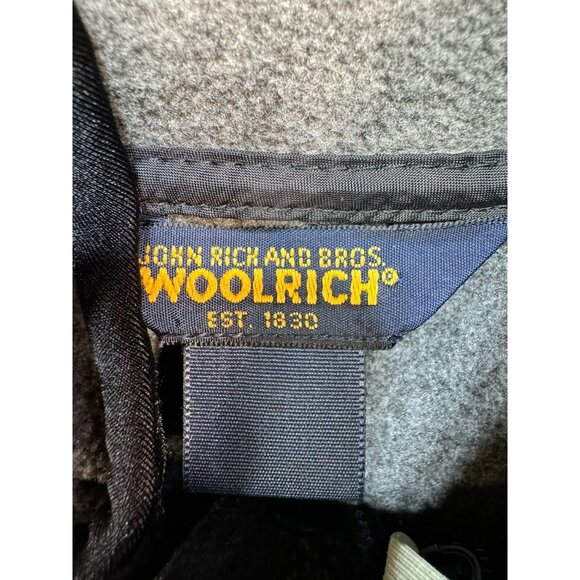 JOHN RICH AND BROS.
WOOLRICH®
EST. 1830